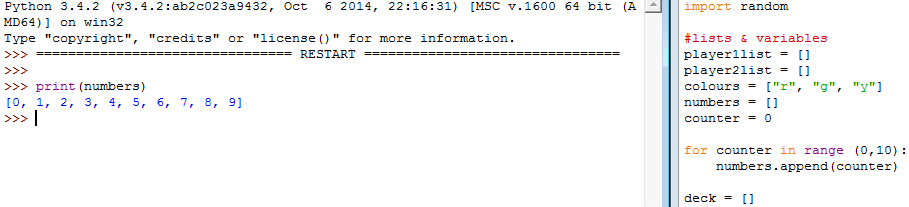 Python 3.4.2 (v3.4.2:ab2c023a9432, Oct  6 2014, 22:16:31) [MSC v.1600 64 bit (A
MD64)] on win32
Type "copyright", "credits" or "license()" for more information.
>>> ================================ RESTART ================================
>>>
>>> print(numbers)
[0, 1, 2, 3, 4, 5, 6, 7, 8, 9]
>>>
import random
#lists & variables
player1list = []
player2list = []
colours = ["r", "g", "y"]
numbers = []
counter = 0
for counter in range (0,10):
    numbers.append(counter)
deck = []